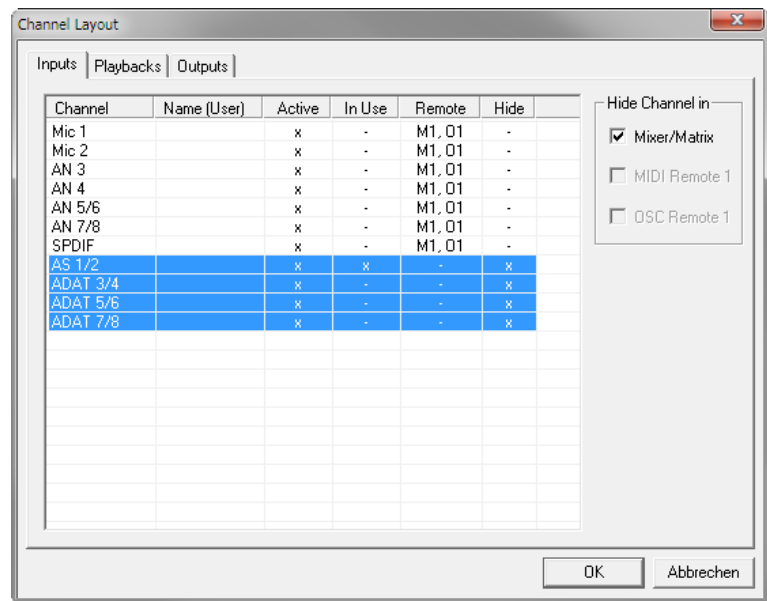 Channel Layout
Inputs Playbacks Outputs
Channel Name (User) Active In Use Remote Hide
Mic 1 x - M1, O1 -
Mic 2 x - M1, O1 -
AN 3 x - M1, O1 -
AN 4 x - M1, O1 -
AN 5/6 x - M1, O1 -
AN 7/8 x - M1, O1 -
SPDIF x - M1, O1 -
AS 1/2 x x - x
ADAT 3/4 x - - x
ADAT 5/6 x - - x
ADAT 7/8 x - - x
Hide Channel in
Mixer/Matrix
MIDI Remote 1
OSC Remote 1
OK Abbrechen